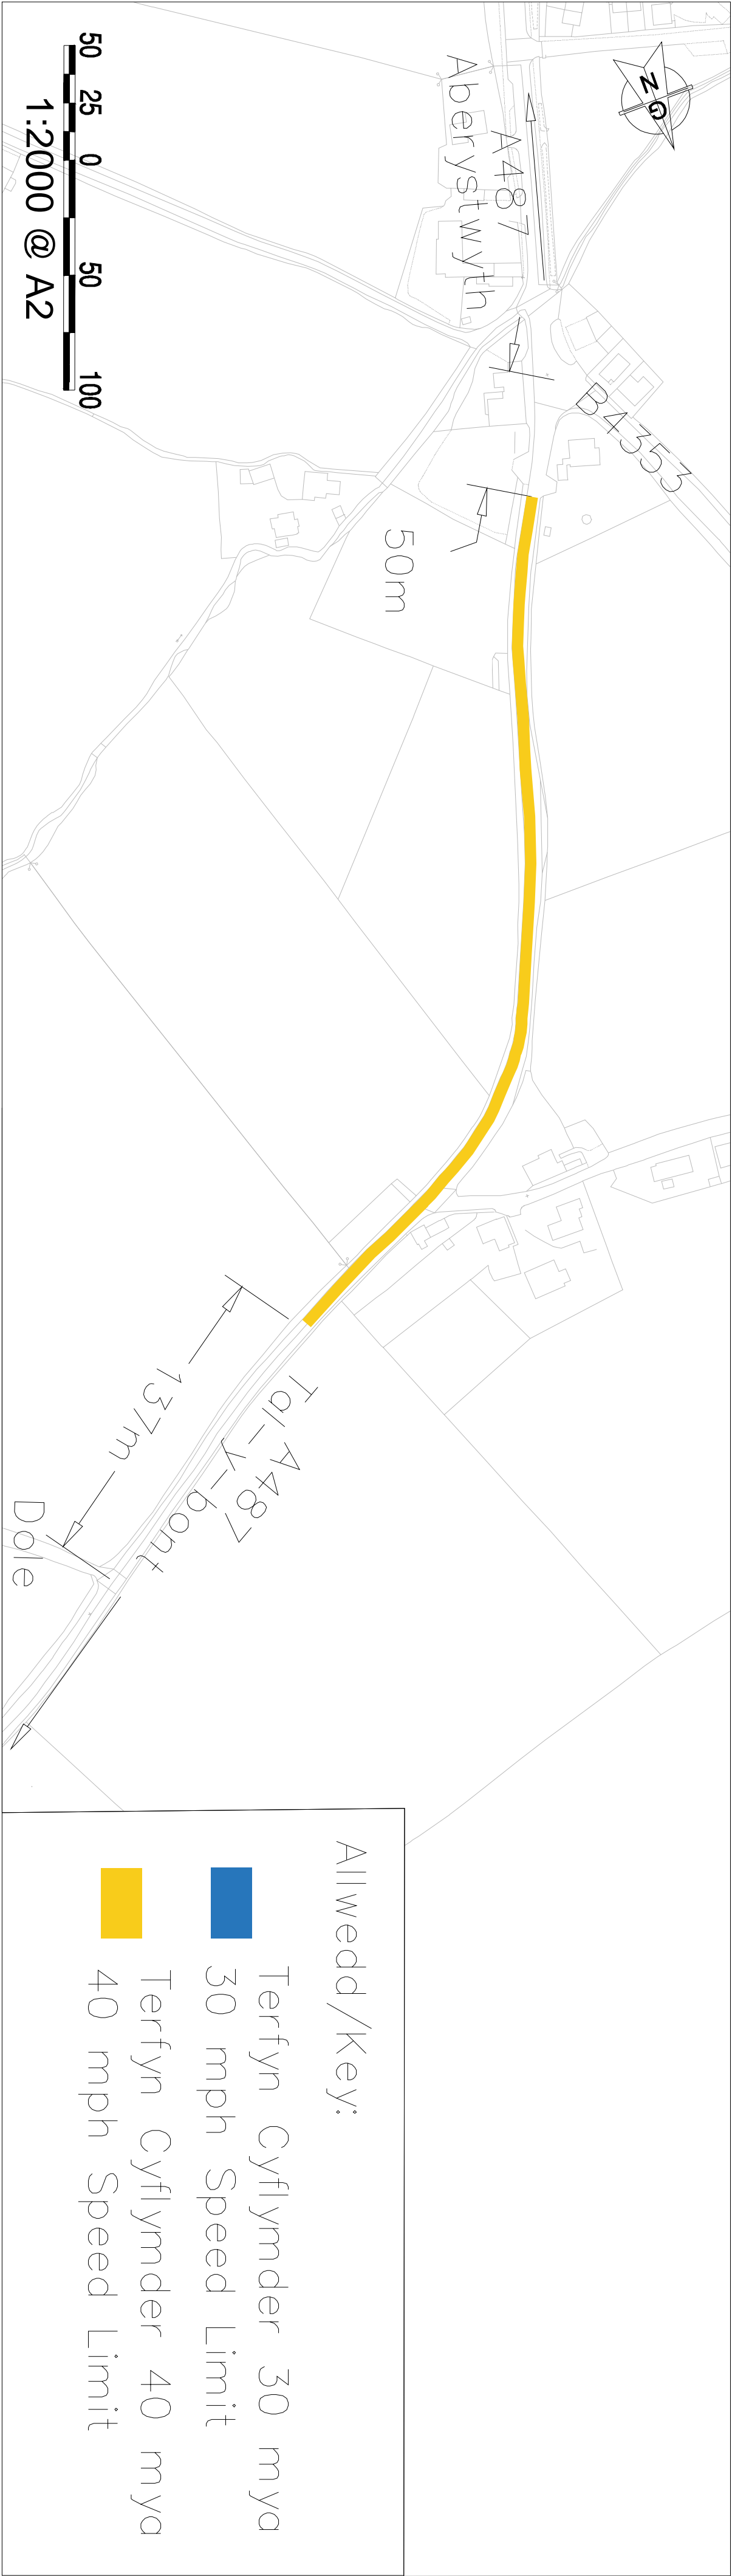 NG
A487
Aberystwyth
B4353
50m
A487
Tal-y-bont
137m
Dole
50 25 0 50 100
1:2000 @ A2
Allwedd/Key:
Terfyn Cyflymder 30 mya
30 mph Speed Limit
Terfyn Cyflymder 40 mya
40 mph Speed Limit